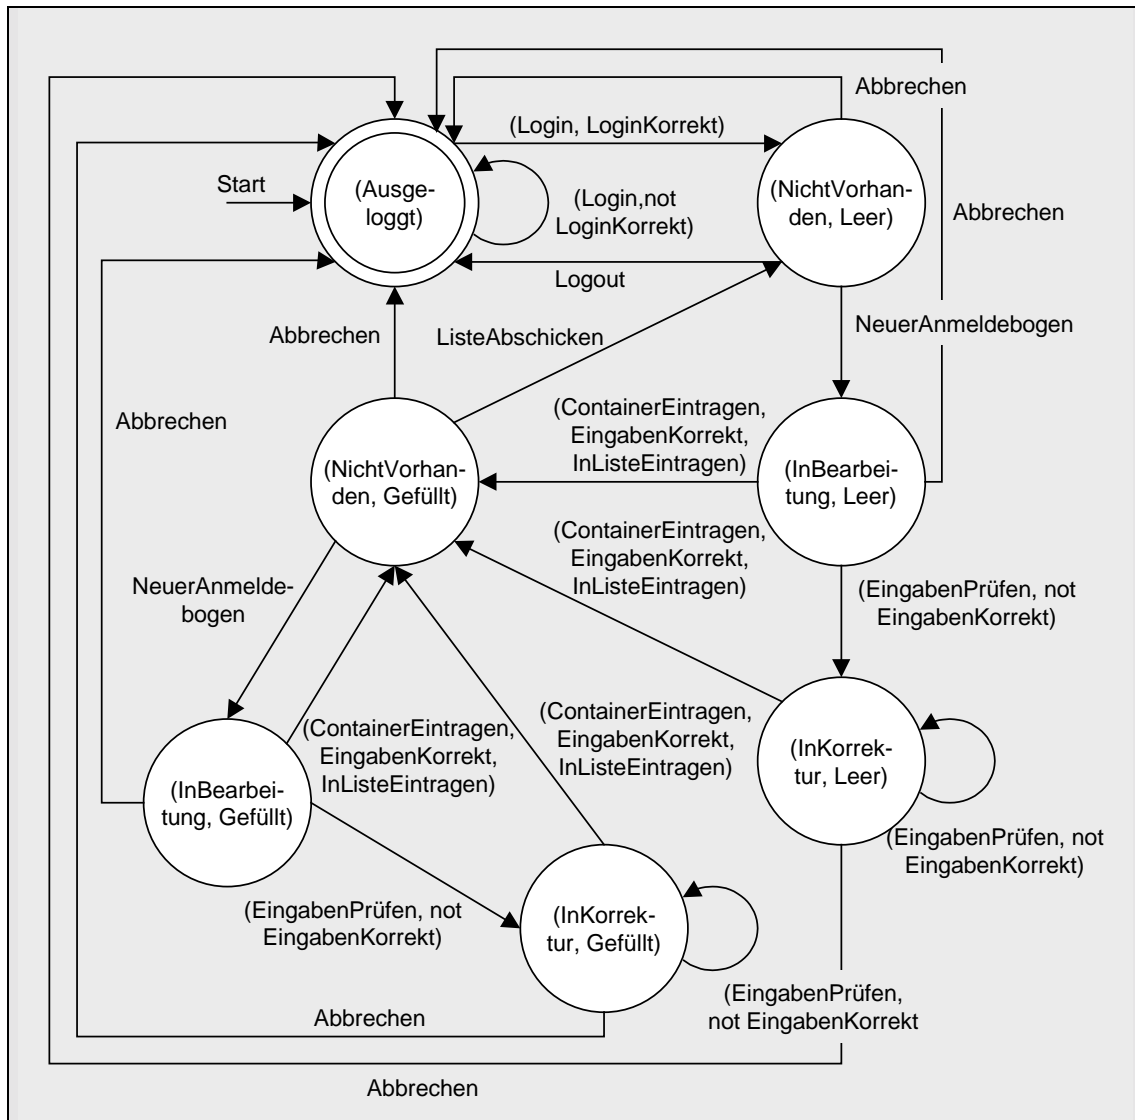 Abbrechen
(Login, LoginKorrekt)
Start
(Ausge-
loggt)
(Login,not
LoginKorrekt)
(NichtVorhan-
den, Leer)
Abbrechen
Logout
Abbrechen
ListeAbschicken
NeuerAnmeldebogen
Abbrechen
(ContainerEintragen,
EingabenKorrekt,
InListeEintragen)
(NichtVorhan-
den, Gefüllt)
(InBearbei-
tung, Leer)
(ContainerEintragen,
EingabenKorrekt,
InListeEintragen)
NeuerAnmelde-
bogen
(EingabenPrüfen, not
EingabenKorrekt)
(ContainerEintragen,
EingabenKorrekt,
InListeEintragen)
(ContainerEintragen,
EingabenKorrekt,
InListeEintragen)
(InKorrek-
tur, Leer)
(InBearbei-
tung, Gefüllt)
(EingabenPrüfen, not
EingabenKorrekt)
(EingabenPrüfen, not
EingabenKorrekt)
(InKorrek-
tur, Gefüllt)
(EingabenPrüfen,
not EingabenKorrekt
Abbrechen
Abbrechen